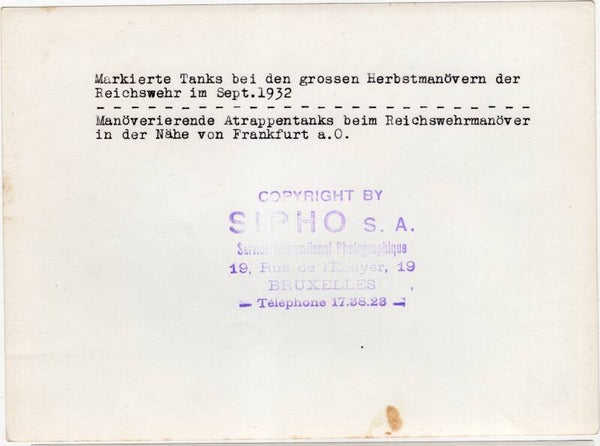 Markierte Tanks bei den grossen Herbstmanövern der
Reichswehr im Sept.1932
Manöverierende Atrappentanks beim Reichswehrmanöver
in der Nähe von Frankfurt a.O.
COPYRIGHT BY
SIPHO S. A.
Service International Photographique
19, Rue de l'Ecuyer, 19
BRUXELLES
Téléphone 17.38.23